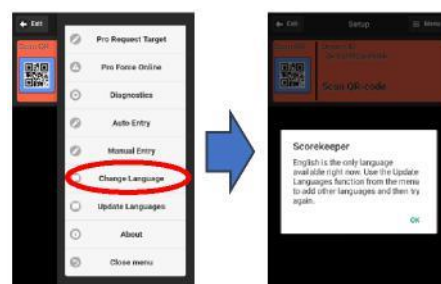 Exit
Scan QR
Pro Request Target
Pro Force Online
Diagnostics
Auto Entry
Manual Entry
Change Language
Update Languages
About
Close menu
Exit
Setup
Menu
Scan QR-code
Scorekeeper
English is the only language
available right now. Use the Update
Languages function from the menu
to add other languages and then try
again.
OK